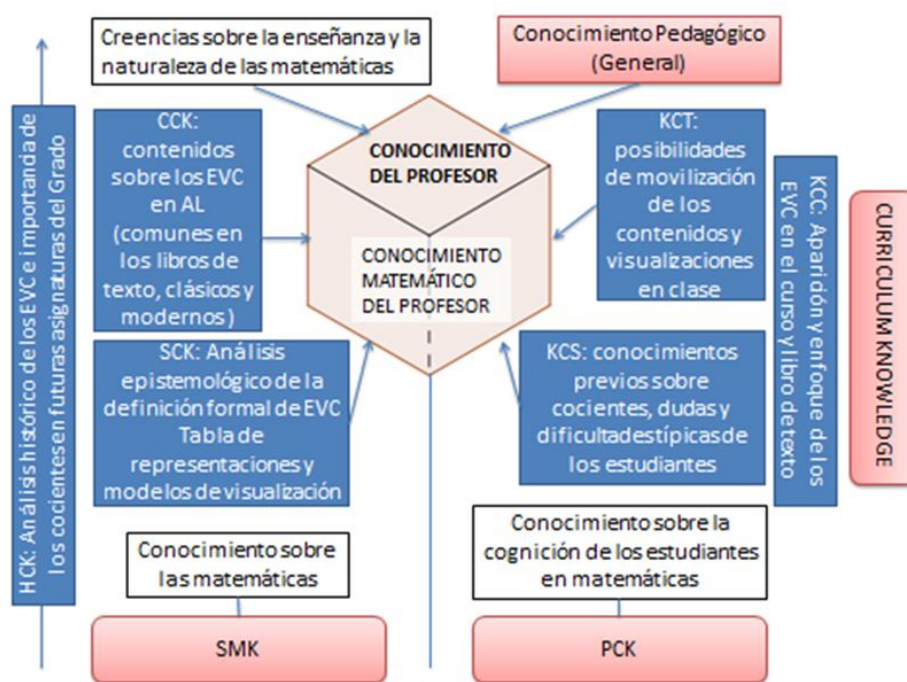 Creencias sobre la enseñanza y la
naturaleza de las matemáticas
Conocimiento Pedagógico
(General)
HCK: Análisis histórico de los EVC e importancia de
los cocientes en futuras asignaturas del Grado
CCK:
contenidos
sobre los EVC
en AL
(comunes en
los libros de
texto, clásicos y
modernos )
CONOCIMIENTO
DEL PROFESOR
CONOCIMIENTO
MATEMÁTICO
DEL PROFESOR
KCT:
posibilidades
de movilización
de los
contenidos y
visualizaciones
en clase
KCC: Aparición y enfoque de los
EVC en el curso y libro de texto
CURRICULUM KNOWLEDGE
SCK: Análisis
epistemológico de la
definición formal de EVC
Tabla de
representaciones y
modelos de visualización
KCS: conocimientos
previos sobre
cocientes, dudas y
dificultades típicas de
los estudiantes
Conocimiento sobre
las matemáticas
Conocimiento sobre la
cognición de los estudiantes
en matemáticas
SMK
PCK